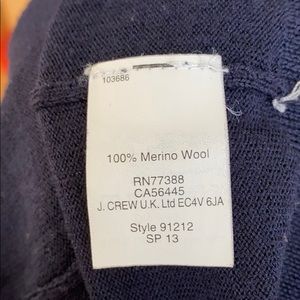 103686
100% Merino Wool
RN77388
CA56445
J. CREW U.K. Ltd EC4V 6JA
Style 91212
SP 13